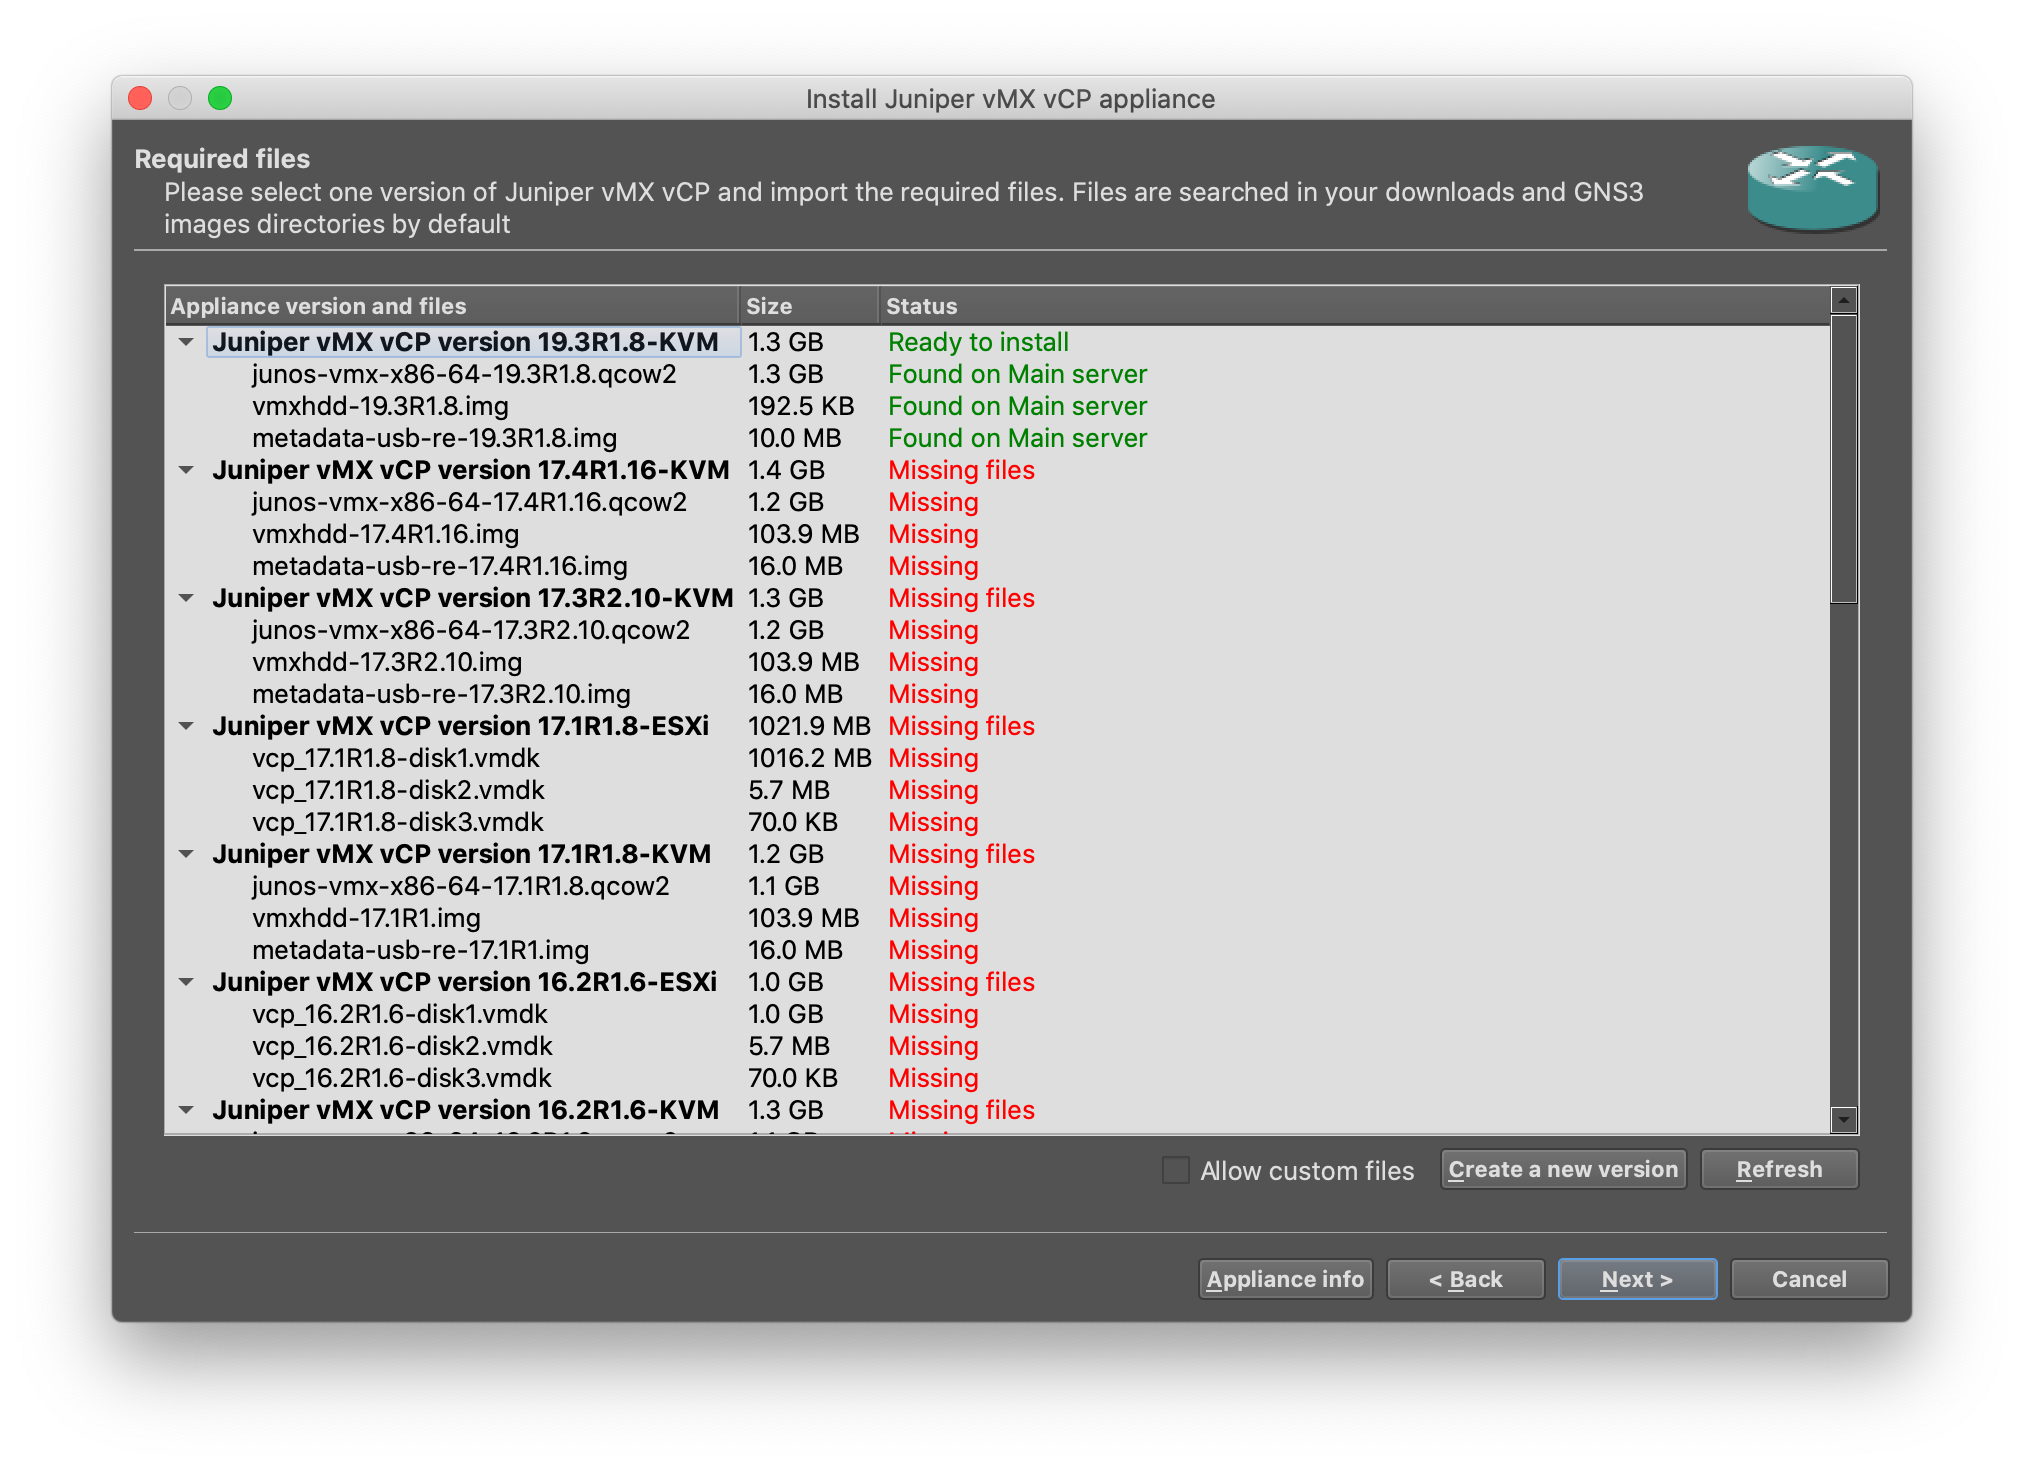 Install Juniper vMX vCP appliance
Required files
Please select one version of Juniper vMX vCP and import the required files. Files are searched in your downloads and GNS3
images directories by default
Appliance version and files Size Status
Juniper vMX vCP version 19.3R1.8-KVM 1.3 GB Ready to install
junos-vmx-x86-64-19.3R1.8.qcow2 1.3 GB Found on Main server
vmxhdd-19.3R1.8.img 192.5 KB Found on Main server
metadata-usb-re-19.3R1.8.img 10.0 MB Found on Main server
Juniper vMX vCP version 17.4R1.16-KVM 1.4 GB Missing files
junos-vmx-x86-64-17.4R1.16.qcow2 1.2 GB Missing
vmxhdd-17.4R1.16.img 103.9 MB Missing
metadata-usb-re-17.4R1.16.img 16.0 MB Missing
Juniper vMX vCP version 17.3R2.10-KVM 1.3 GB Missing files
junos-vmx-x86-64-17.3R2.10.qcow2 1.2 GB Missing
vmxhdd-17.3R2.10.img 103.9 MB Missing
metadata-usb-re-17.3R2.10.img 16.0 MB Missing
Juniper vMX vCP version 17.1R1.8-ESXi 1021.9 MB Missing files
vcp_17.1R1.8-disk1.vmdk 1016.2 MB Missing
vcp_17.1R1.8-disk2.vmdk 5.7 MB Missing
vcp_17.1R1.8-disk3.vmdk 70.0 KB Missing
Juniper vMX vCP version 17.1R1.8-KVM 1.2 GB Missing files
junos-vmx-x86-64-17.1R1.8.qcow2 1.1 GB Missing
vmxhdd-17.1R1.img 103.9 MB Missing
metadata-usb-re-17.1R1.img 16.0 MB Missing
Juniper vMX vCP version 16.2R1.6-ESXi 1.0 GB Missing files
vcp_16.2R1.6-disk1.vmdk 1.0 GB Missing
vcp_16.2R1.6-disk2.vmdk 5.7 MB Missing
vcp_16.2R1.6-disk3.vmdk 70.0 KB Missing
Juniper vMX vCP version 16.2R1.6-KVM 1.3 GB Missing files
Allow custom files Create a new version Refresh
Appliance info < Back Next > Cancel